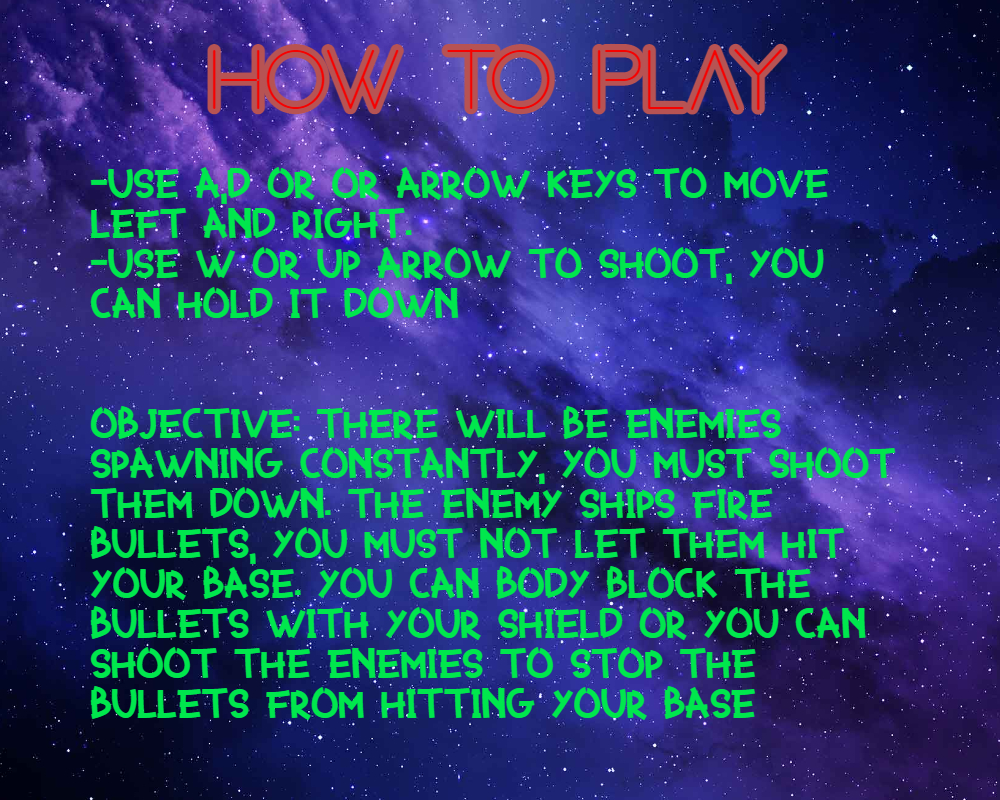 HOW TO PLAY
-USE A,D OR OR ARROW KEYS TO MOVE
LEFT AND RIGHT.
-USE W OR UP ARROW TO SHOOT, YOU
CAN HOLD IT DOWN
OBJECTIVE: THERE WILL BE ENEMIES
SPAWNING CONSTANTLY, YOU MUST SHOOT
THEM DOWN. THE ENEMY SHIPS FIRE
BULLETS, YOU MUST NOT LET THEM HIT
YOUR BASE. YOU CAN BODY BLOCK THE
BULLETS WITH YOUR SHIELD OR YOU CAN
SHOOT THE ENEMIES TO STOP THE
BULLETS FROM HITTING YOUR BASE